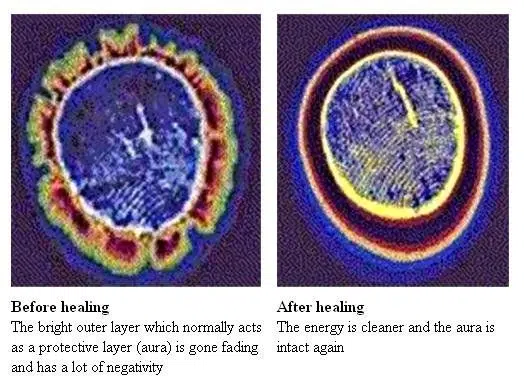 Before healing
The bright outer layer which normally acts
as a protective layer (aura) is gone fading
and has a lot of negativity
After healing
The energy is cleaner and the aura is
intact again